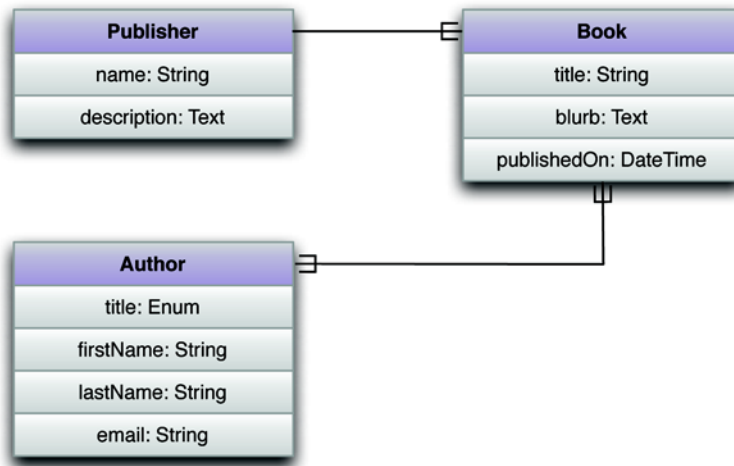 Publisher
name: String
description: Text
Book
title: String
blurb: Text
publishedOn: DateTime
Author
title: Enum
firstName: String
lastName: String
email: String